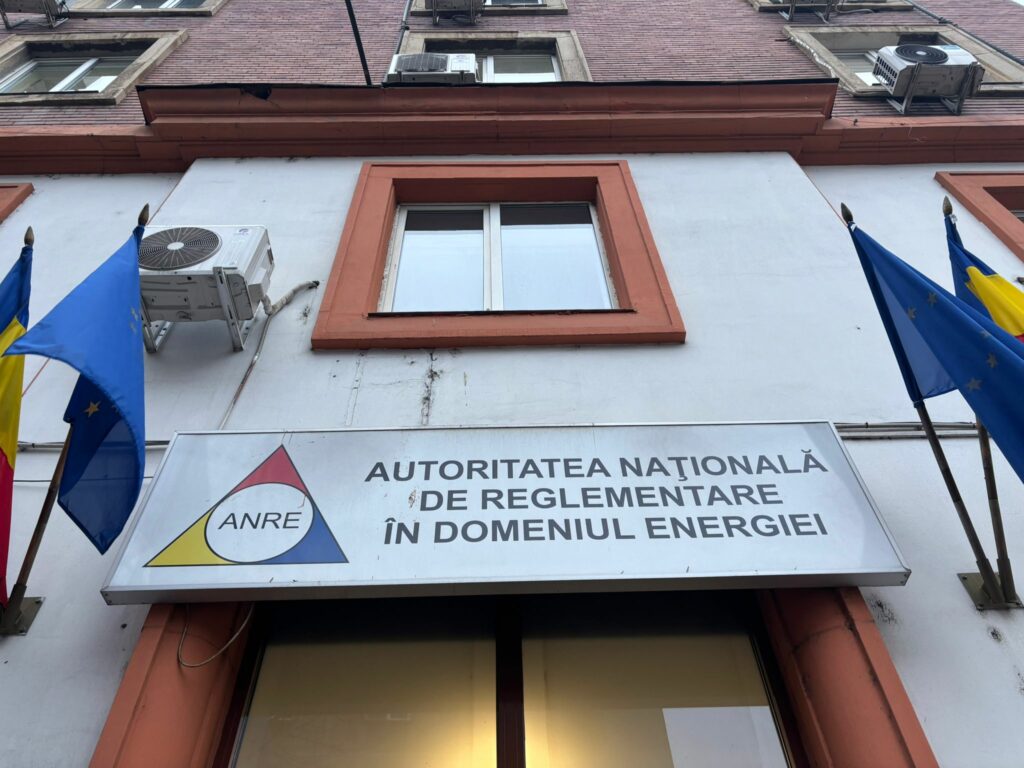 ANRE
AUTORITATEA NAŢIONALĂ
DE REGLEMENTARE
ÎN DOMENIUL ENERGIEI